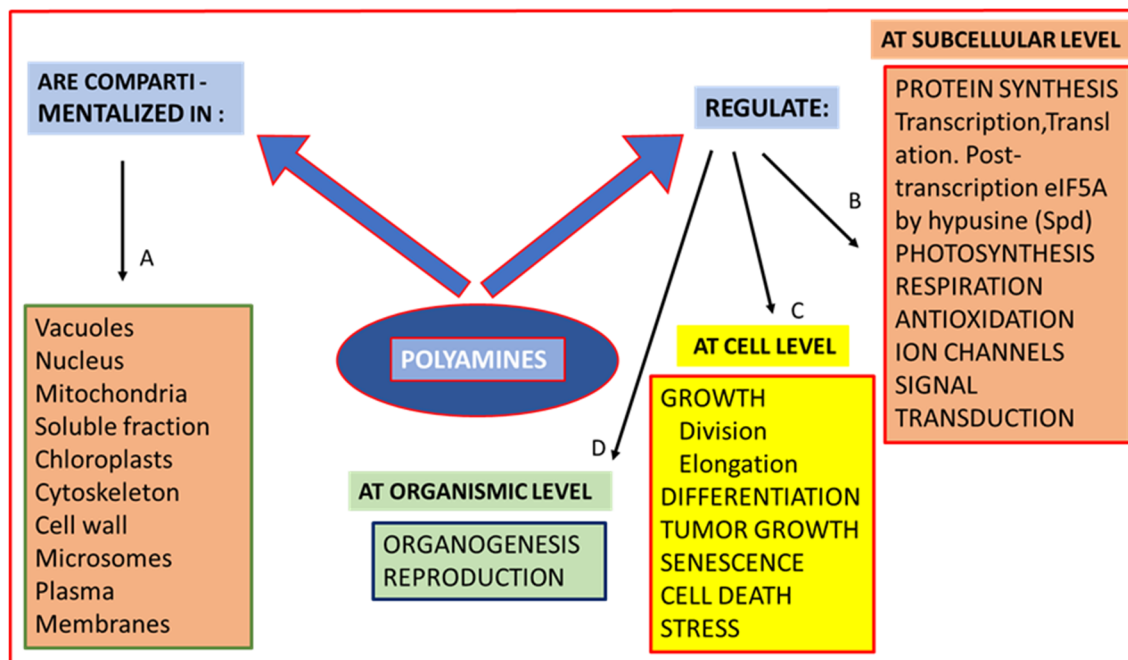 ARE COMPARTI -
MENTALIZED IN :
A
Vacuoles
Nucleus
Mitochondria
Soluble fraction
Chloroplasts
Cytoskeleton
Cell wall
Microsomes
Plasma
Membranes
POLYAMINES
REGULATE:
B
C
D
AT SUBCELLULAR LEVEL
PROTEIN SYNTHESIS
Transcription,Transl
ation. Post-
transcription eIF5A
by hypusine (Spd)
PHOTOSYNTHESIS
RESPIRATION
ANTIOXIDATION
ION CHANNELS
SIGNAL
TRANSDUCTION
AT CELL LEVEL
GROWTH
Division
Elongation
DIFFERENTIATION
TUMOR GROWTH
SENESCENCE
CELL DEATH
STRESS
AT ORGANISMIC LEVEL
ORGANOGENESIS
REPRODUCTION